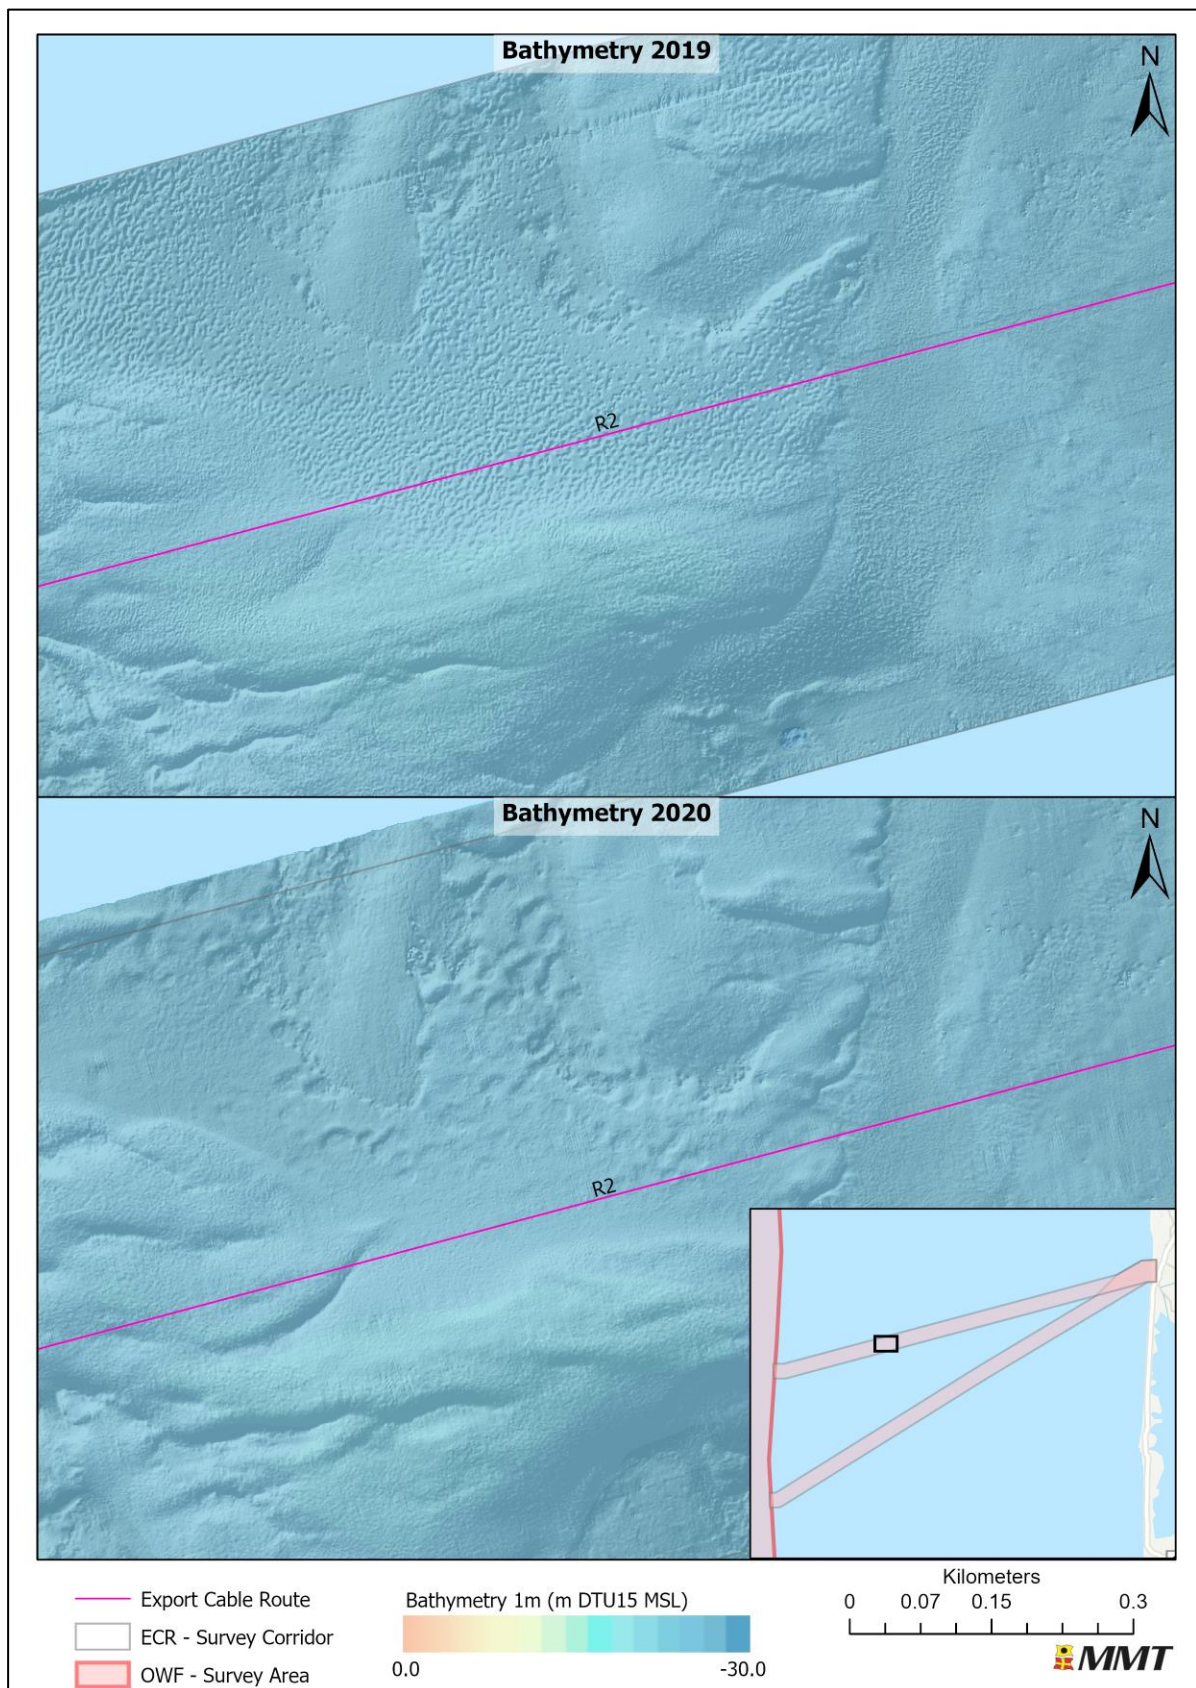 Bathymetry 2019
N
R2
Bathymetry 2020
N
R2
Export Cable Route
ECR - Survey Corridor
OWF - Survey Area
Bathymetry 1m (m DTU15 MSL)
0.0 -30.0
Kilometers
0 0.07 0.15 0.3
MMT